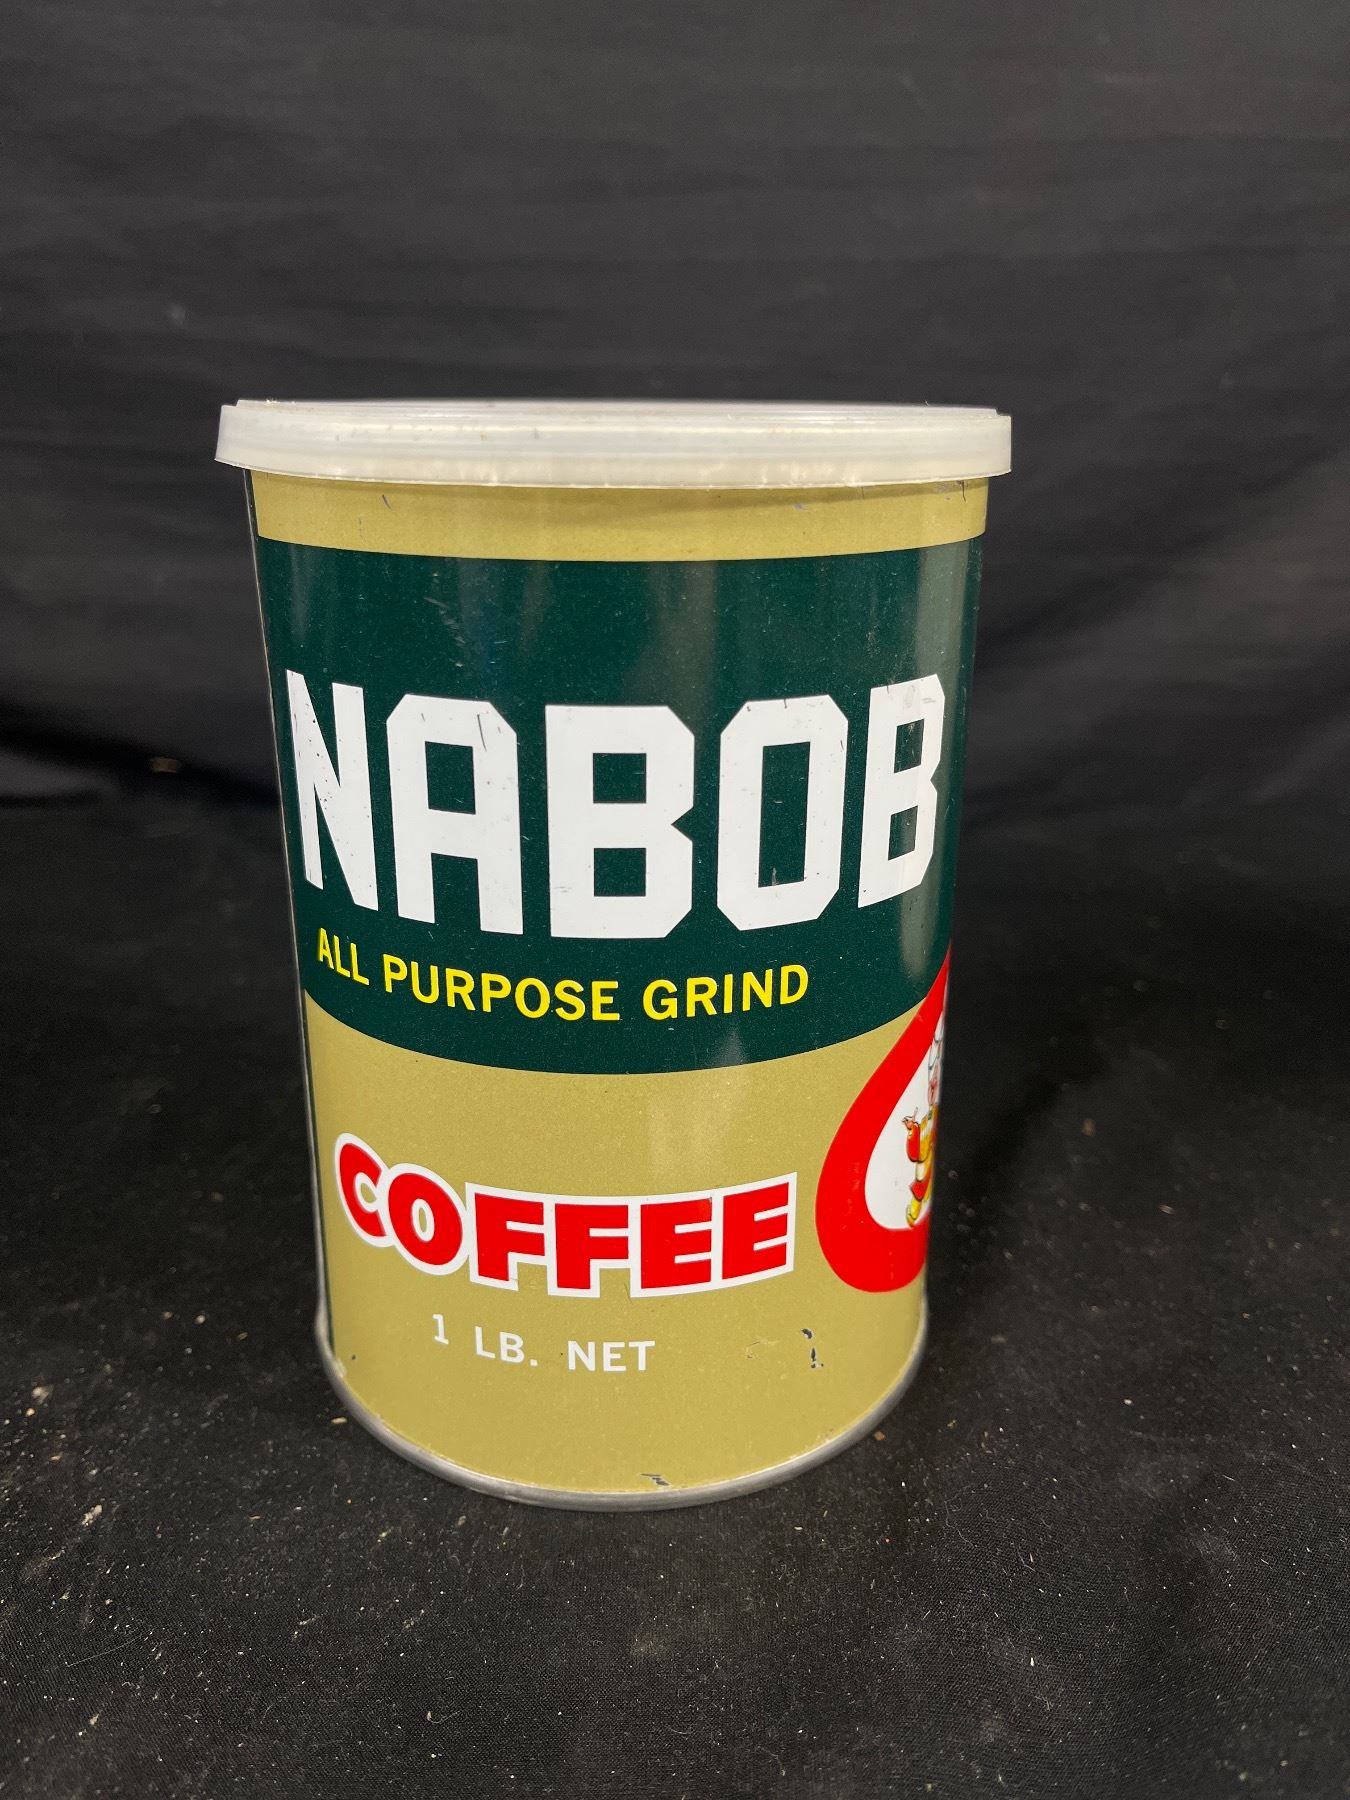 NABOB
ALL PURPOSE GRIND
COFFEE
1 LB. NET